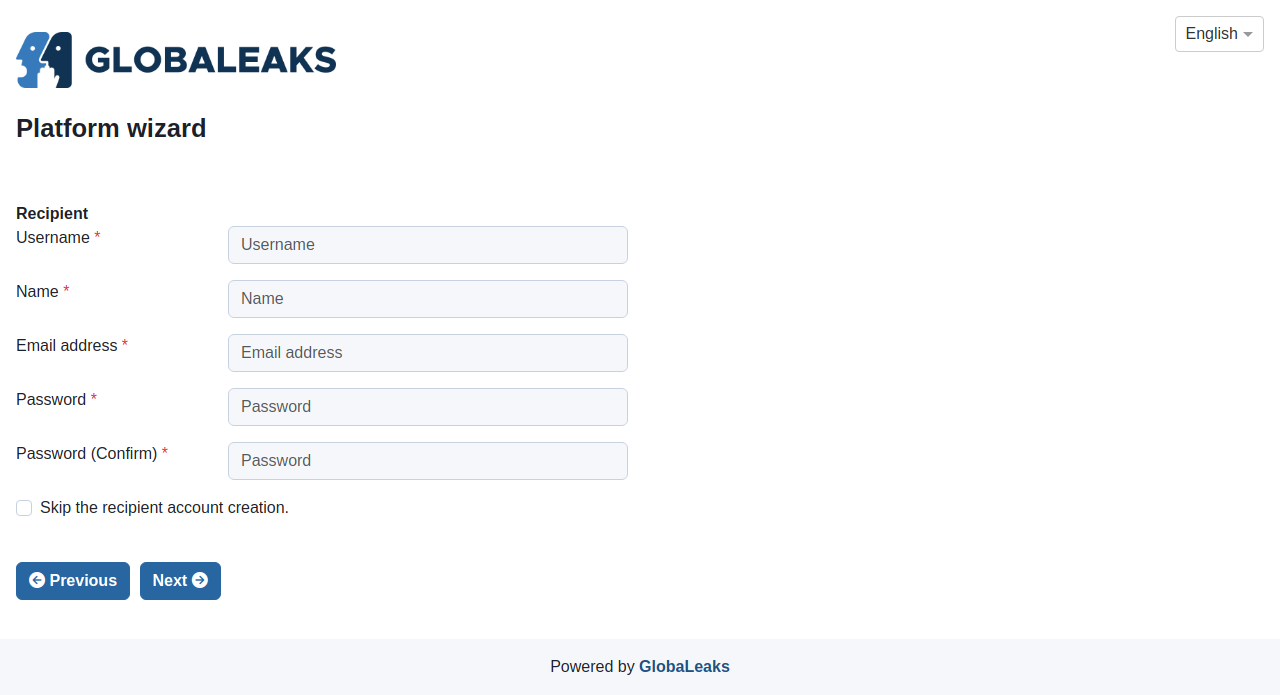 English
GLOBALEAKS
Platform wizard
Recipient
Username *
Username
Name *
Name
Email address *
Email address
Password *
Password
Password (Confirm) *
Password
Skip the recipient account creation.
Previous
Next
Powered by GlobaLeaks